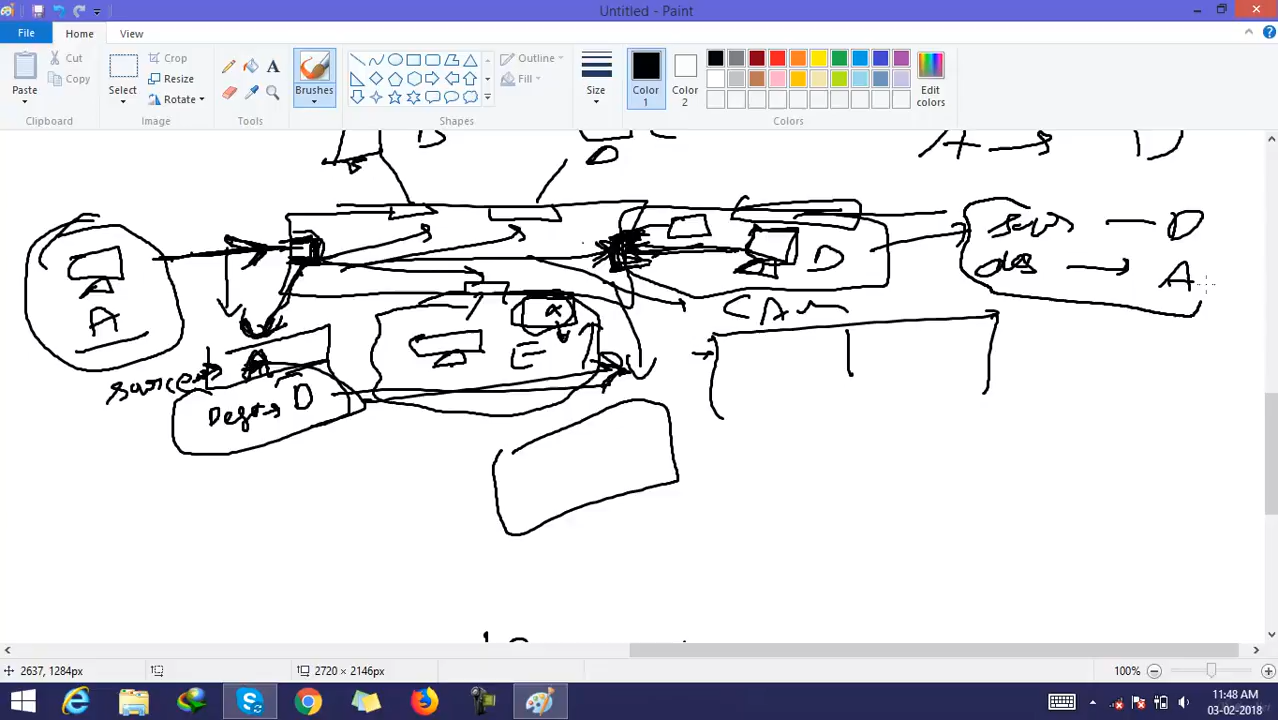 Untitled - Paint
File
Home
View
Paste
Cut
Copy
Clipboard
Select
Crop
Resize
Rotate
Image
Tools
Brushes
Shapes
Outline
Fill
Size
Color 1
Color 2
Edit colors
Colors
B
A → D
A
D
E
CAM
D
A
A
D
2637, 1284px
2720 × 2146px
100%
11:48 AM
03-02-2018